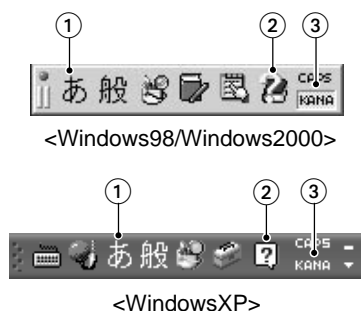 ① ② ③
あ 般 CAPS
KANA
<Windows98/Windows2000>
① ② ③
あ 般 ? CAPS
KANA
<WindowsXP>